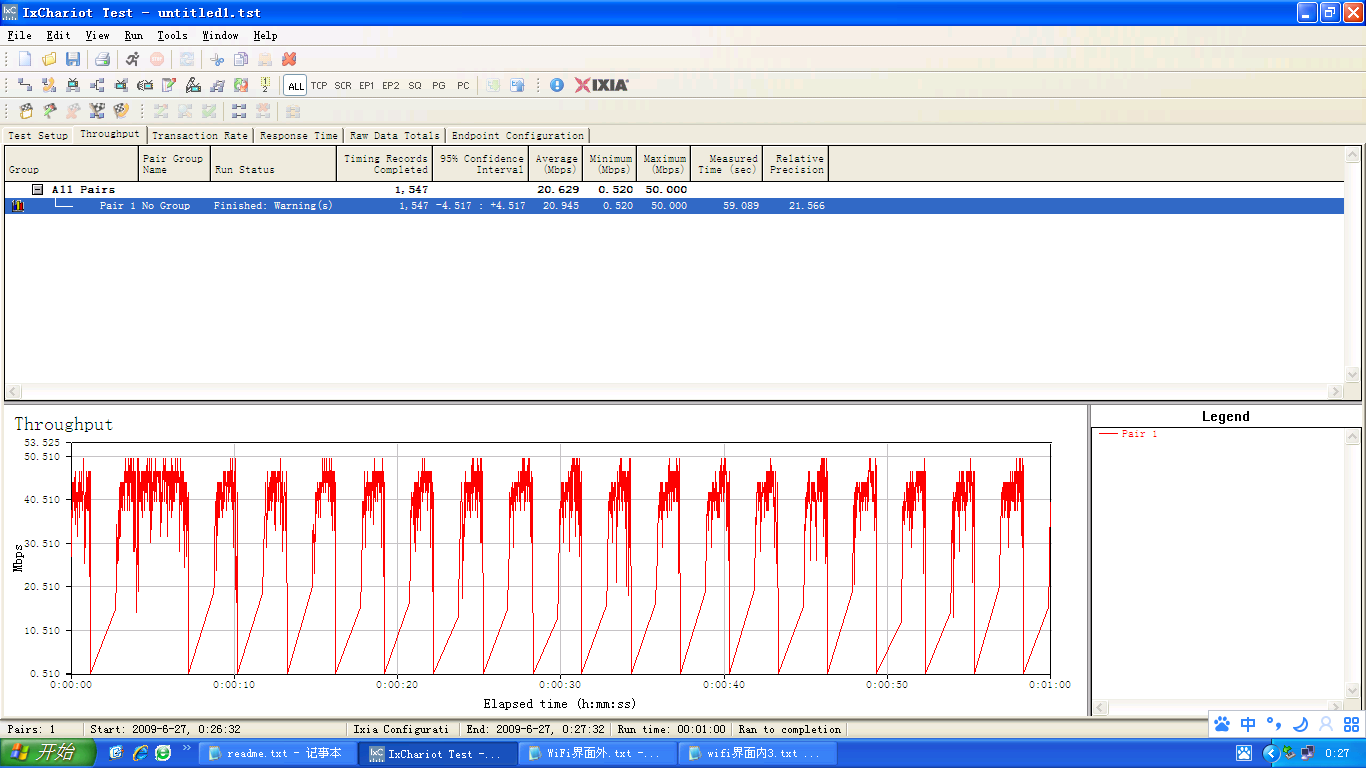 IxChariot Test - untitled1.tst
File Edit View Run Tools Window Help
ALL TCP SCR EP1 EP2 SQ PG PC IXIA
Test Setup Throughput Transaction Rate Response Time Raw Data Totals Endpoint Configuration
Group Pair Group Name Run Status Timing Records Completed 95% Confidence Interval Average (Mbps) Minimum (Mbps) Maximum (Mbps) Measured Time (sec) Relative Precision
All Pairs 1,547 20.629 0.520 50.000
Pair 1 No Group Finished: Warning(s) 1,547 -4.517 : +4.517 20.945 0.520 50.000 59.089 21.566
Throughput
53.525
50.510
40.510
30.510
20.510
10.510
0.510
Mbps
0:00:00 0:00:10 0:00:20 0:00:30 0:00:40 0:00:50 0:01:00
Elapsed time (h:mm:ss)
Legend
Pair 1
中
Pairs: 1 Start: 2009-6-27, 0:26:32 Ixia Configurati End: 2009-6-27, 0:27:32 Run time: 00:01:00 Ran to completion
开始 readme.txt - 记事本 IxChariot Test -... WiFi界面外.txt -... wifi界面内3.txt ... 0:27